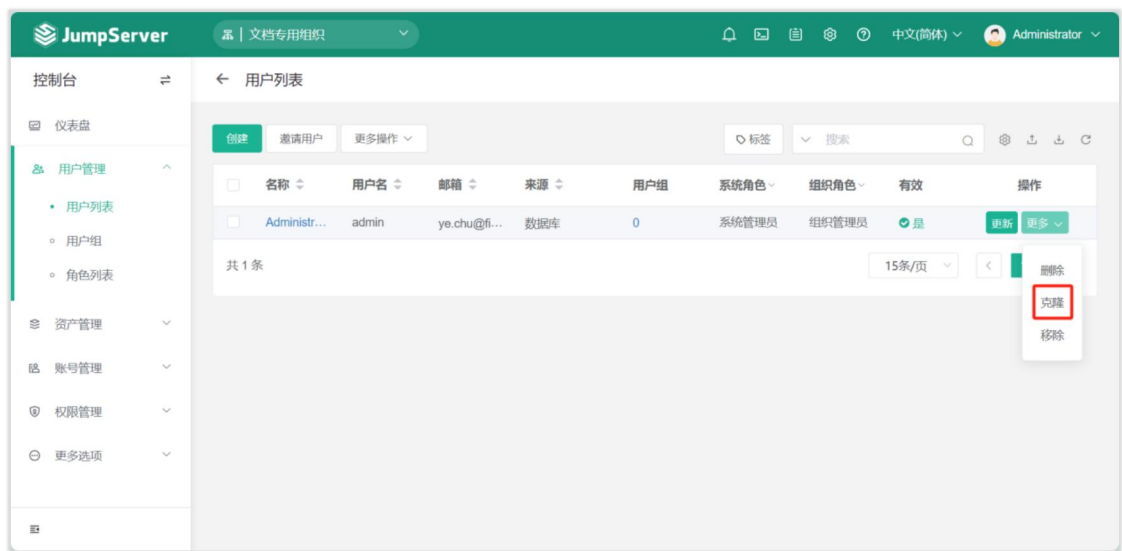 JumpServer 文档专用组织 中文(简体) Administrator
控制台 用户列表
仪表盘
创建 邀请用户 更多操作 标签 搜索
用户管理
名称 用户名 邮箱 来源 用户组 系统角色 组织角色 有效 操作
用户列表
Administr... admin ye.chu@fi... 数据库 0 系统管理员 组织管理员 是 更新 更多
用户组
共 1 条 15条/页
角色列表
删除
克隆
移除
资产管理
账号管理
权限管理
更多选项